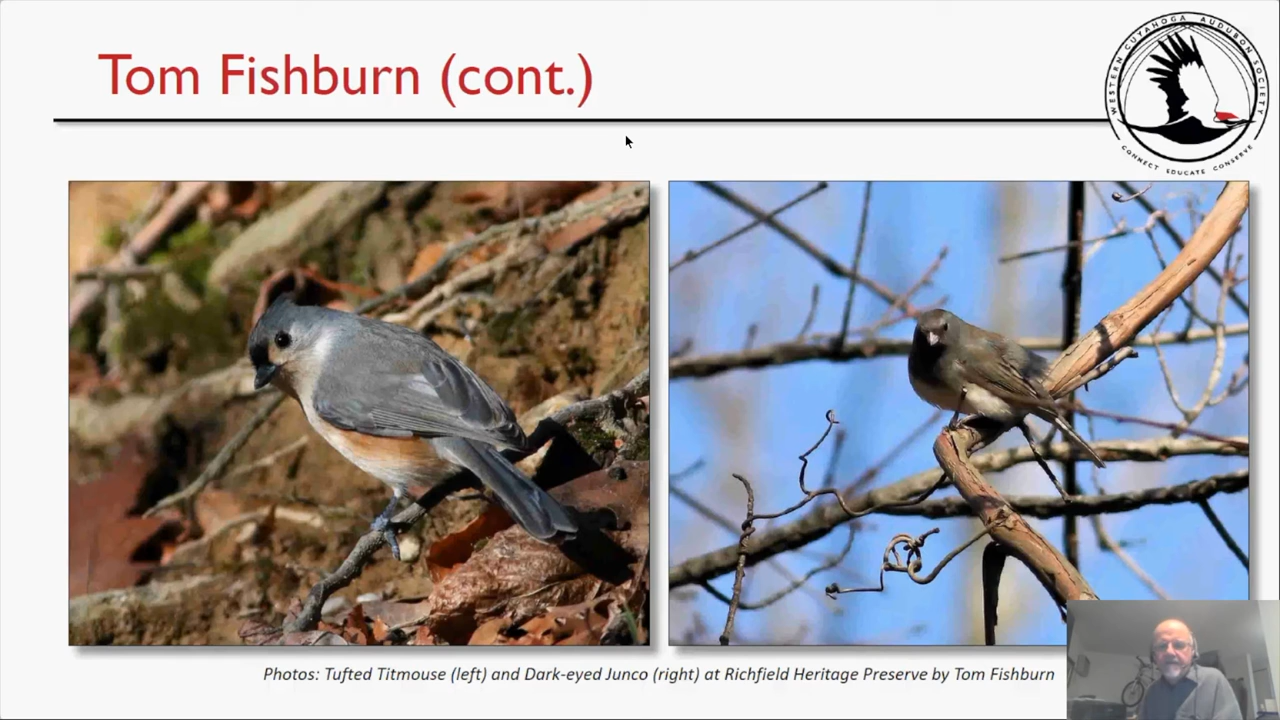 Tom Fishburn (cont.)
WESTERN CUYAHOGA AUDUBON SOCIETY
CONNECT EDUCATE CONSERVE
Photos: Tufted Titmouse (left) and Dark-eyed Junco (right) at Richfield Heritage Preserve by Tom Fishburn